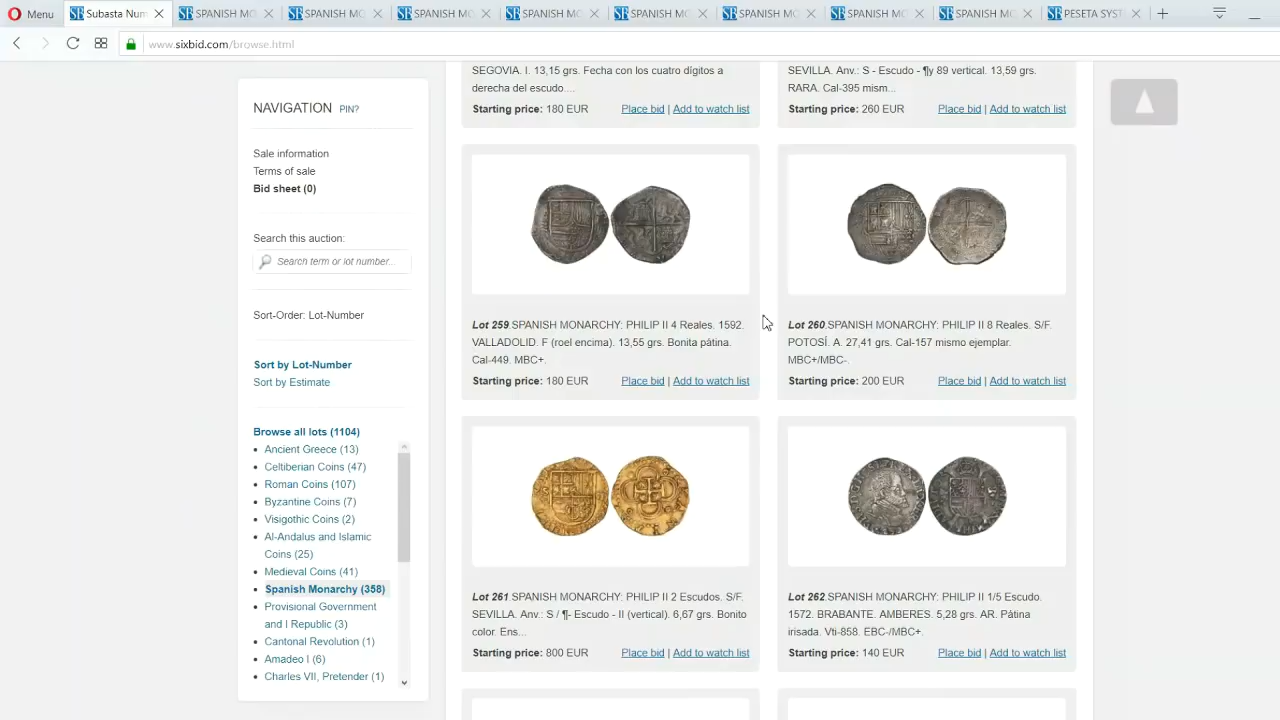 Menu
Subasta Num
SPANISH MO
SPANISH MO
SPANISH MO
SPANISH MO
SPANISH MO
SPANISH MO
SPANISH MO
SPANISH MO
PESETA SYST
www.sixbid.com/browse.html
NAVIGATION PIN?
Sale information
Terms of sale
Bid sheet (0)
Search this auction:
Search term or lot number...
Sort-Order: Lot-Number
Sort by Lot-Number
Sort by Estimate
Browse all lots (1104)
Ancient Greece (13)
Celtiberian Coins (47)
Roman Coins (107)
Byzantine Coins (7)
Visigothic Coins (2)
Al-Andalus and Islamic
Coins (25)
Medieval Coins (41)
Spanish Monarchy (358)
Provisional Government
and I Republic (3)
Cantonal Revolution (1)
Amadeo I (6)
Charles VII, Pretender (1)
SEGOVIA. I. 13,15 grs. Fecha con los cuatro dígitos a
derecha del escudo....
Starting price: 180 EUR Place bid | Add to watch list
SEVILLA. Anv.: S - Escudo - ¶y 89 vertical. 13,59 grs.
RARA. Cal-395 mism...
Starting price: 260 EUR Place bid | Add to watch list
Lot 259.SPANISH MONARCHY: PHILIP II 4 Reales. 1592.
VALLADOLID. F (roel encima). 13,55 grs. Bonita pátina.
Cal-449. MBC+.
Starting price: 180 EUR Place bid | Add to watch list
Lot 260.SPANISH MONARCHY: PHILIP II 8 Reales. S/F.
POTOSÍ. A. 27,41 grs. Cal-157 mismo ejemplar.
MBC+/MBC-.
Starting price: 200 EUR Place bid | Add to watch list
Lot 261.SPANISH MONARCHY: PHILIP II 2 Escudos. S/F.
SEVILLA. Anv.: S / ¶- Escudo - II (vertical). 6,67 grs. Bonito
color. Ens...
Starting price: 800 EUR Place bid | Add to watch list
Lot 262.SPANISH MONARCHY: PHILIP II 1/5 Escudo.
1572. BRABANTE. AMBERES. 5,28 grs. AR. Pátina
irisada. Vti-858. EBC-/MBC+.
Starting price: 140 EUR Place bid | Add to watch list